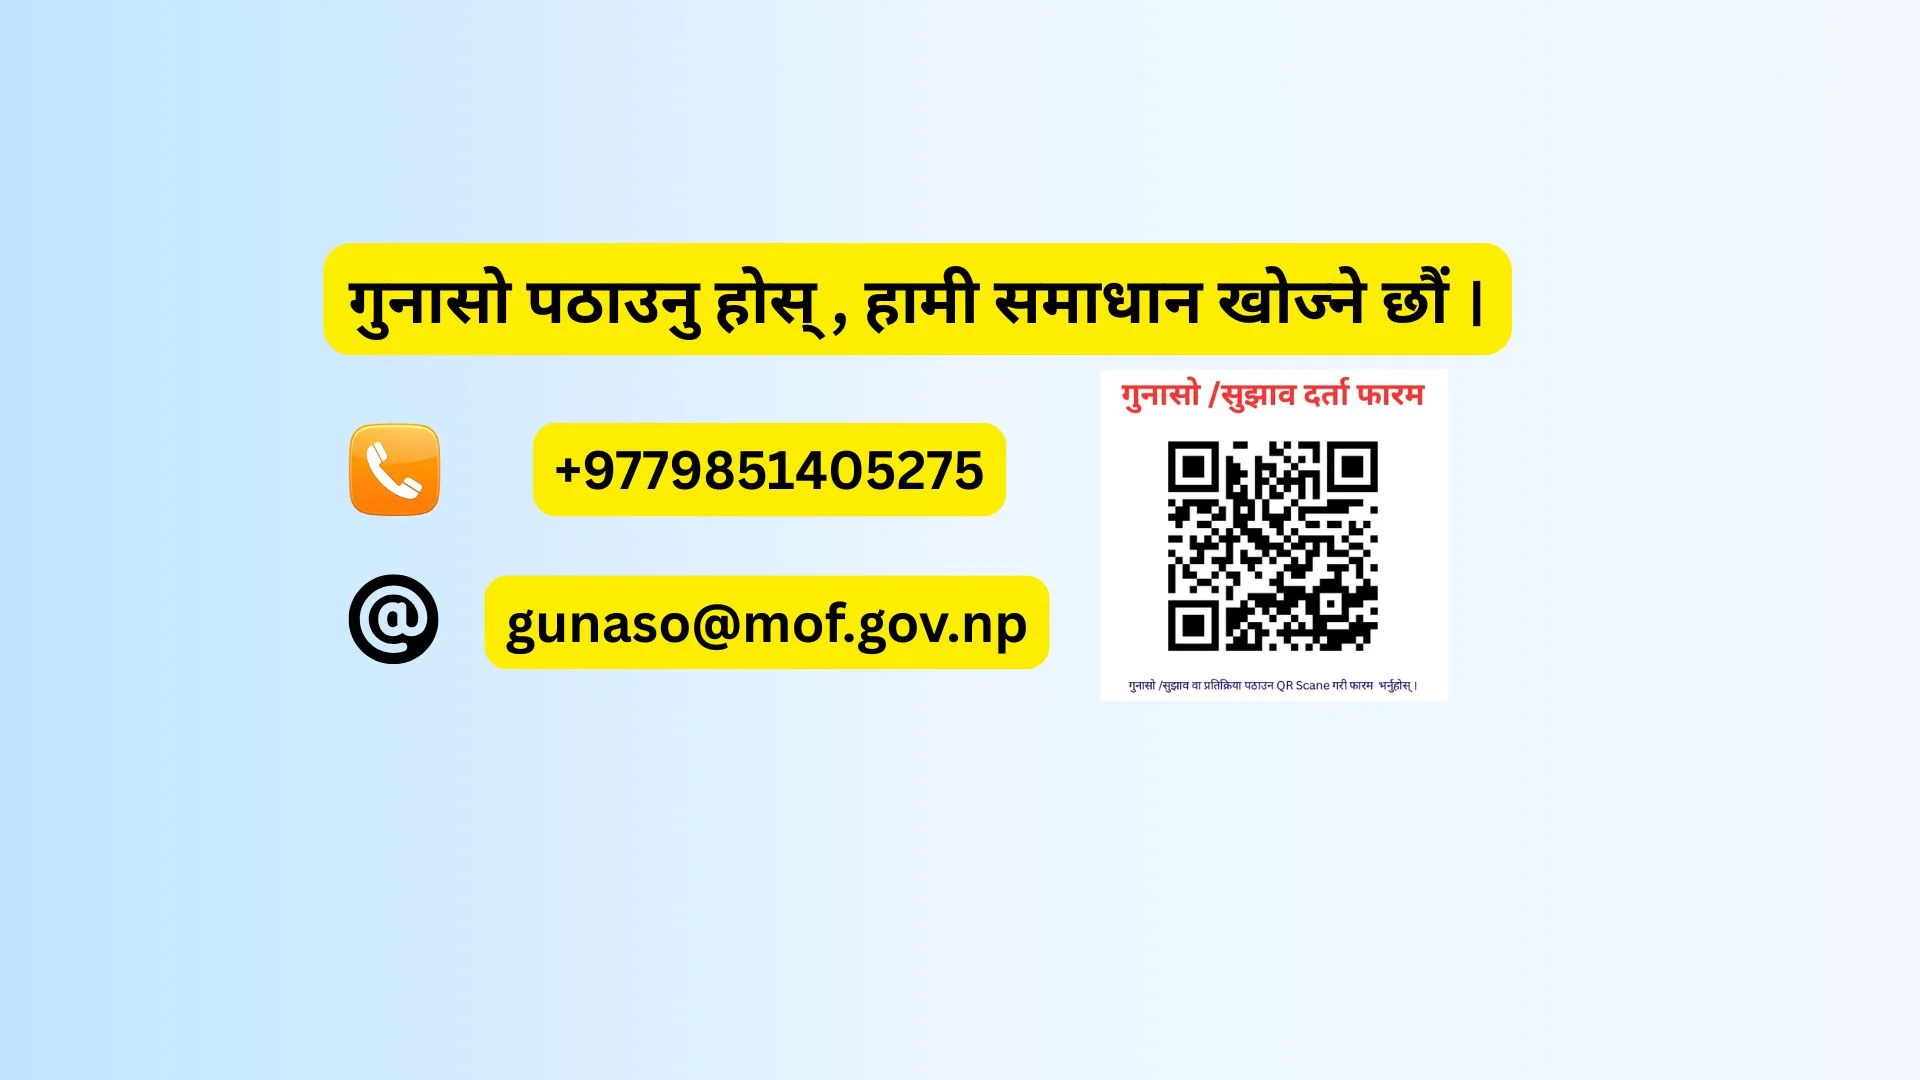 गुनासो पठाउनु होस् , हामी समाधान खोज्ने छौं ।
गुनासो /सुझाव दर्ता फारम
+9779851405275
gunaso@mof.gov.np
गुनासो /सुझाव वा प्रतिक्रिया पठाउन QR Scane गरी फारम भर्नुहोस् ।